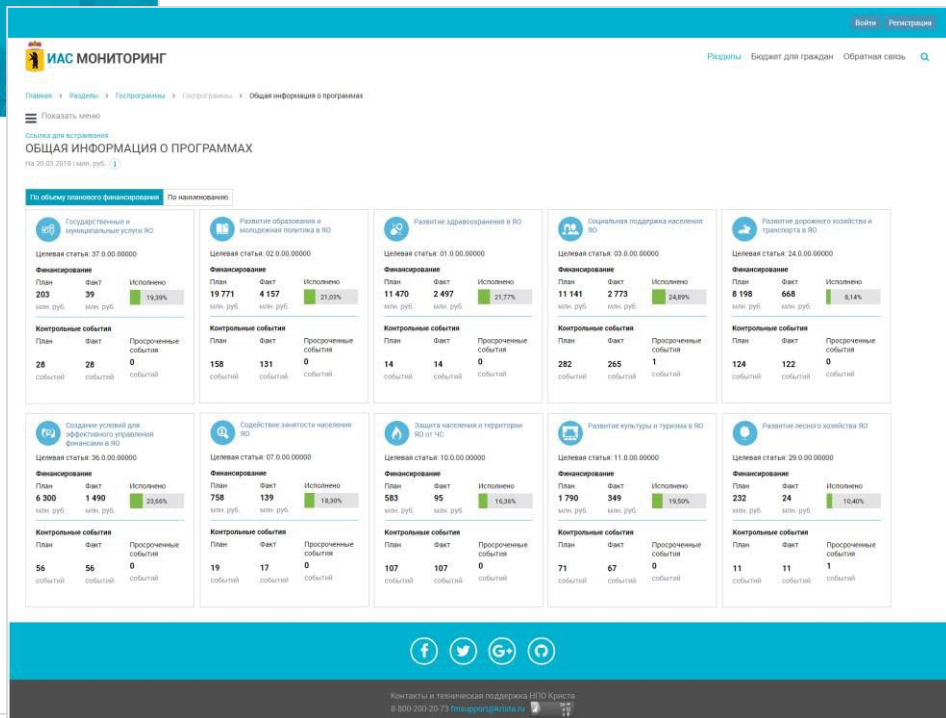 Войти Регистрация
ИАС МОНИТОРИНГ
Разделы Бюджет для граждан Обратная связь
Главная > Разделы > Госпрограммы > Госпрограммы > Общая информация о программах
Показать меню
Ссылка для встраивания
ОБЩАЯ ИНФОРМАЦИЯ О ПРОГРАММАХ
На 20.03.2019 | млн. руб. i
По объему планового финансирования По наименованию
Государственные и
муниципальные услуги ЯО
Целевая статья: 37.0.00.00000
Финансирование
План Факт Исполнено
203 39 19,39%
млн. руб. млн. руб.
Контрольные события
План Факт Просроченные
события
28 28 0
событий событий событий
Развитие образования и
молодежная политика в ЯО
Целевая статья: 02.0.00.00000
Финансирование
План Факт Исполнено
19 771 4 157 21,03%
млн. руб. млн. руб.
Контрольные события
План Факт Просроченные
события
158 131 0
событий событий событий
Развитие здравоохранения в ЯО
Целевая статья: 01.0.00.00000
Финансирование
План Факт Исполнено
11 470 2 497 21,77%
млн. руб. млн. руб.
Контрольные события
План Факт Просроченные
события
14 14 0
событий событий событий
Социальная поддержка населения
ЯО
Целевая статья: 03.0.00.00000
Финансирование
План Факт Исполнено
11 141 2 773 24,89%
млн. руб. млн. руб.
Контрольные события
План Факт Просроченные
события
282 265 1
событий событий событий
Развитие дорожного хозяйства и
транспорта в ЯО
Целевая статья: 24.0.00.00000
Финансирование
План Факт Исполнено
8 198 668 8,14%
млн. руб. млн. руб.
Контрольные события
План Факт Просроченные
события
124 122 0
событий событий событий
Создание условий для
эффективного управления
финансами в ЯО
Целевая статья: 36.0.00.00000
Финансирование
План Факт Исполнено
6 300 1 490 23,66%
млн. руб. млн. руб.
Контрольные события
План Факт Просроченные
события
56 56 0
событий событий событий
Содействие занятости населения
ЯО
Целевая статья: 07.0.00.00000
Финансирование
План Факт Исполнено
758 139 18,30%
млн. руб. млн. руб.
Контрольные события
План Факт Просроченные
события
19 17 0
событий событий событий
Защита населения и территории
ЯО от ЧС
Целевая статья: 10.0.00.00000
Финансирование
План Факт Исполнено
583 95 16,36%
млн. руб. млн. руб.
Контрольные события
План Факт Просроченные
события
107 107 0
событий событий событий
Развитие культуры и туризма в ЯО
Целевая статья: 11.0.00.00000
Финансирование
План Факт Исполнено
1 790 349 19,50%
млн. руб. млн. руб.
Контрольные события
План Факт Просроченные
события
71 67 0
событий событий событий
Развитие лесного хозяйства ЯО
Целевая статья: 29.0.00.00000
Финансирование
План Факт Исполнено
232 24 10,40%
млн. руб. млн. руб.
Контрольные события
План Факт Просроченные
события
11 11 1
событий событий событий
Контакты и техническая поддержка НПО Криста
8-800-200-20-73 fmsupport@krista.ru